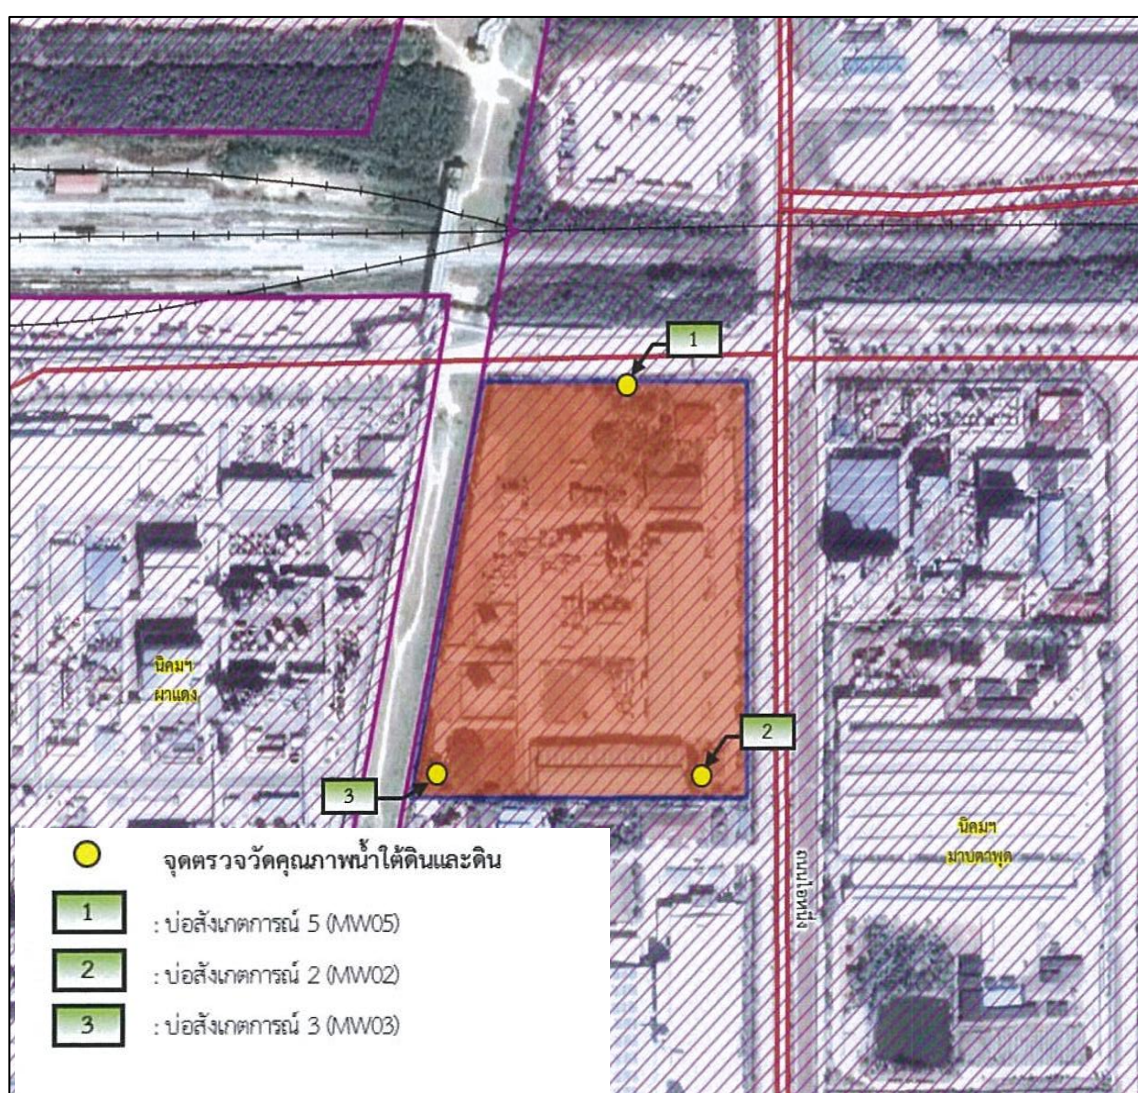 1
นิคมฯ
ผาแดง
2
3
นิคมฯ
มาบตาพุด
ถนนไอหนึ่ง
จุดตรวจวัดคุณภาพน้ำใต้ดินและดิน
1 : บ่อสังเกตการณ์ 5 (MW05)
2 : บ่อสังเกตการณ์ 2 (MW02)
3 : บ่อสังเกตการณ์ 3 (MW03)